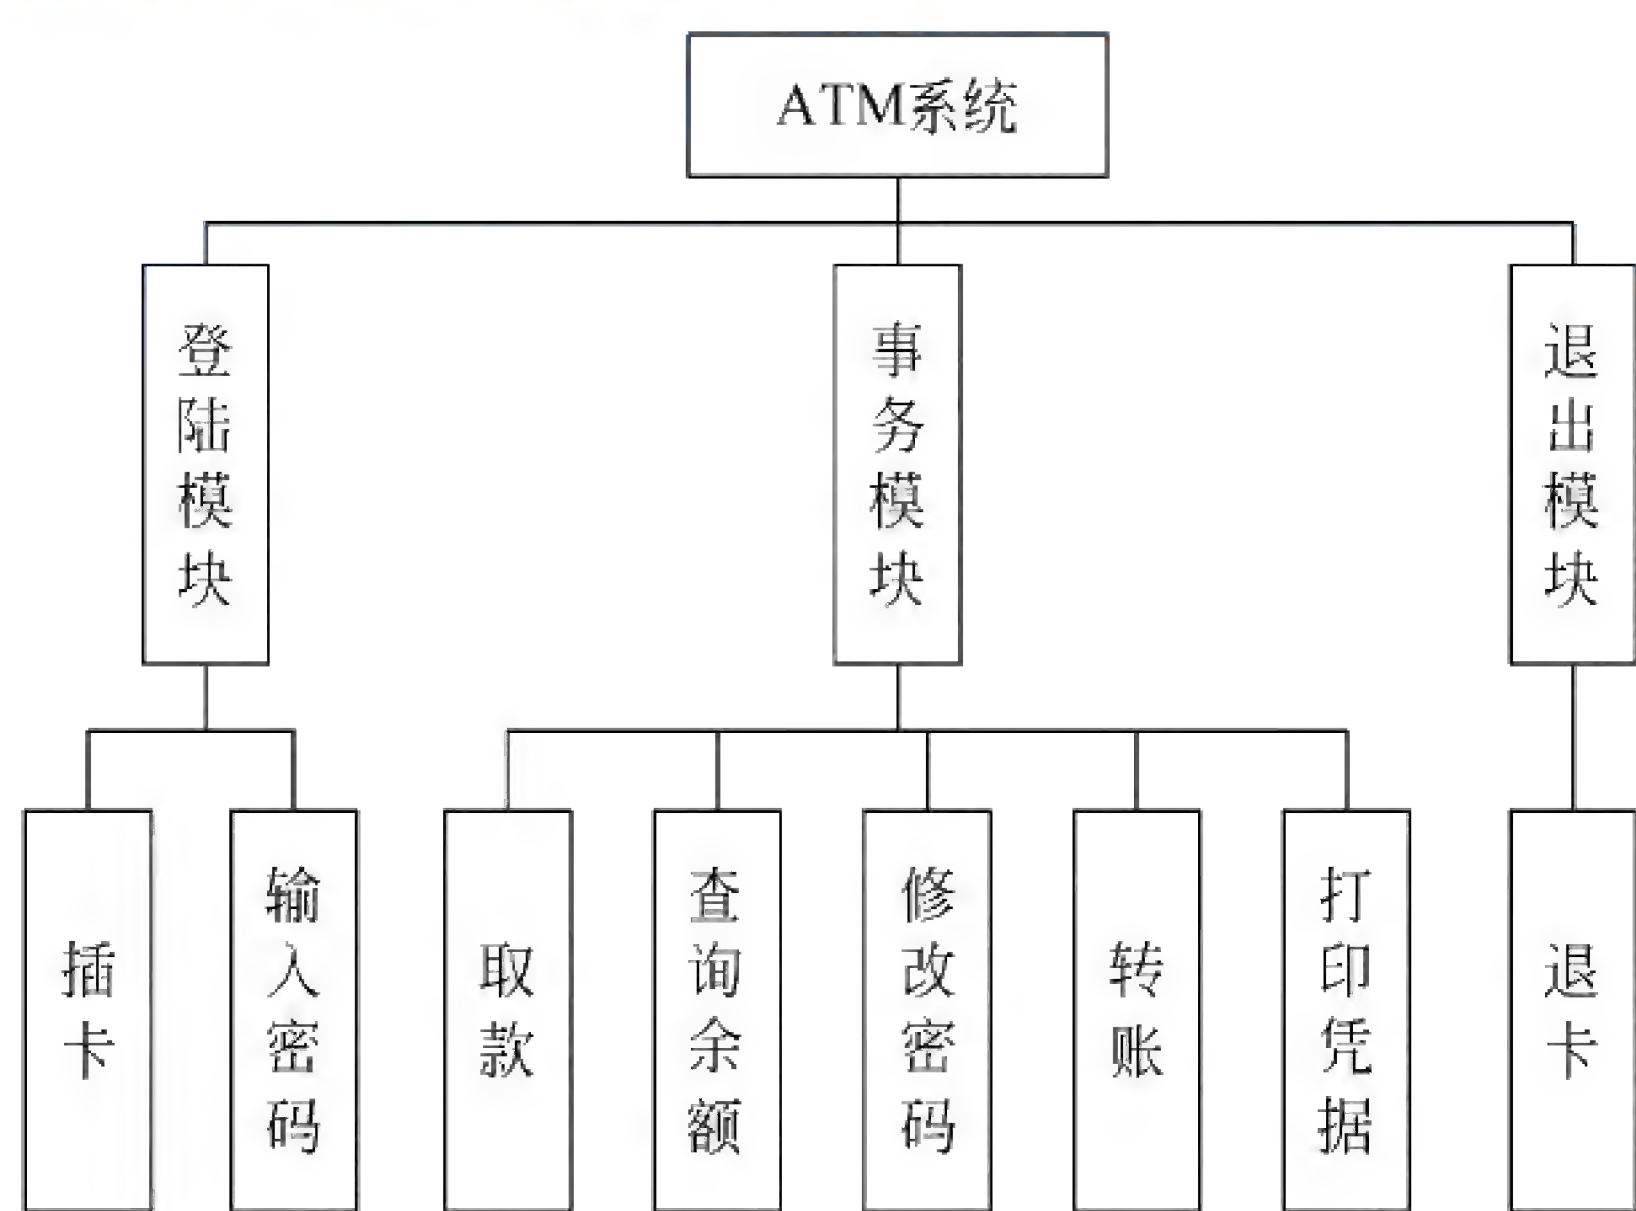 ATM系统
登陆模块
事务模块
退出模块
插卡
输入密码
取款
查询余额
修改密码
转账
打印凭据
退卡